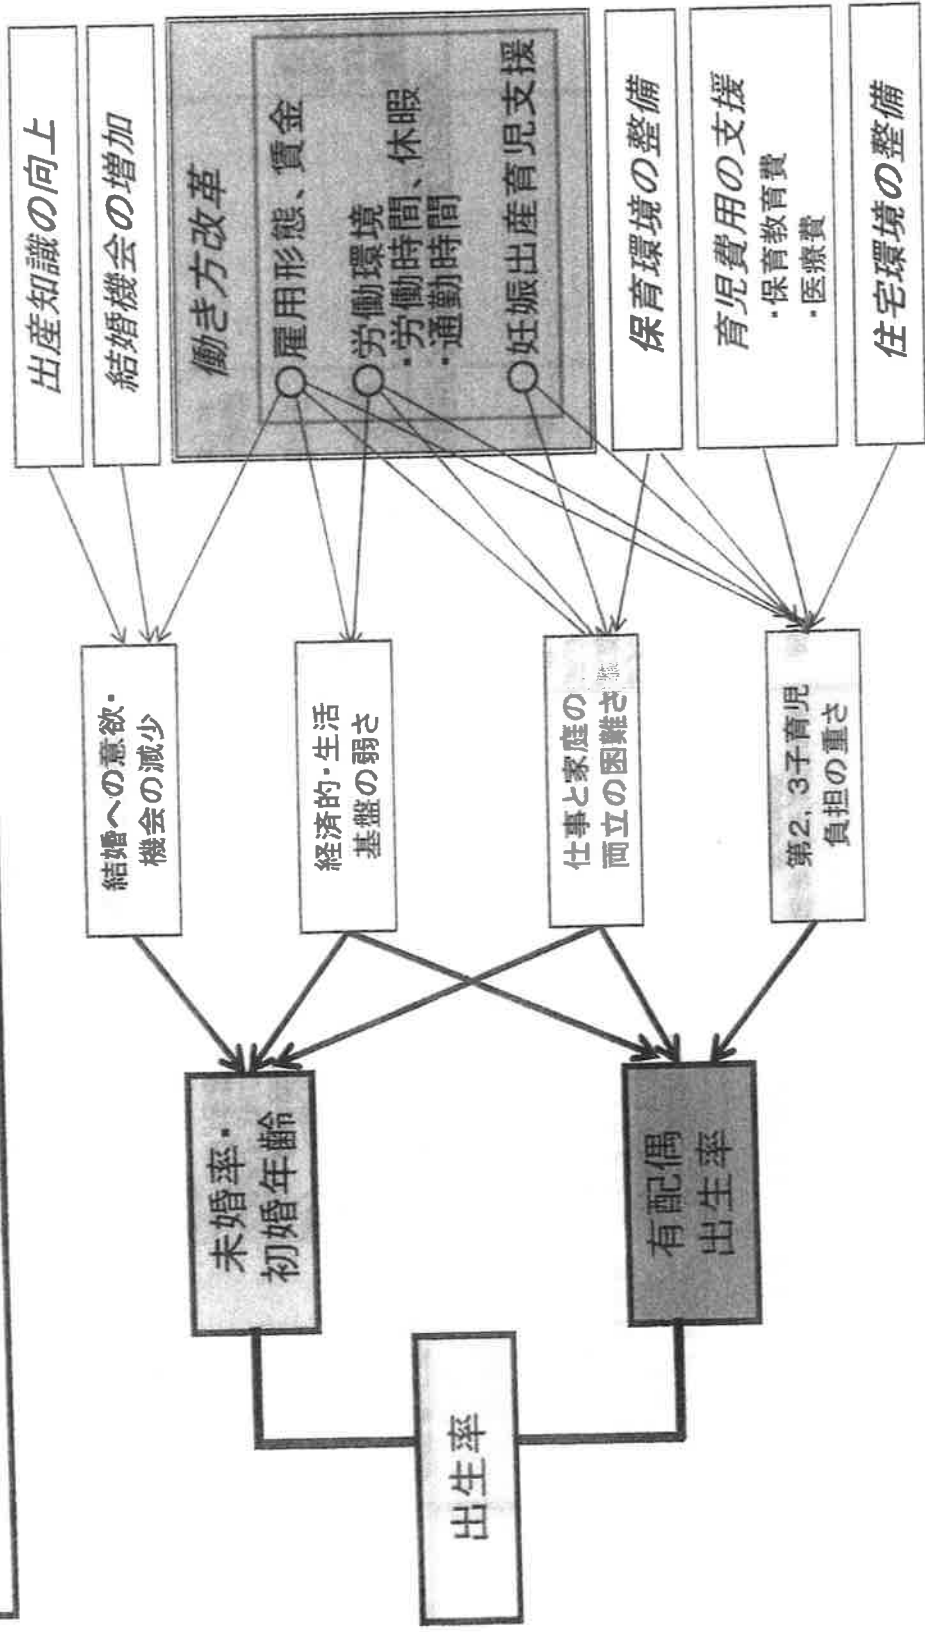 出生率
未婚率・
初婚年齢
有配偶
出生率
結婚への意欲・
機会の減少
経済的・生活
基盤の弱さ
仕事と家庭の
両立の困難さ
第2，3子育児
負担の重さ
出産知識の向上
結婚機会の増加
働き方改革
雇用形態、賃金
労働環境
・労働時間、休暇
・通勤時間
妊娠出産育児支援
保育環境の整備
育児費用の支援
・保育教育費
・医療費
住宅環境の整備